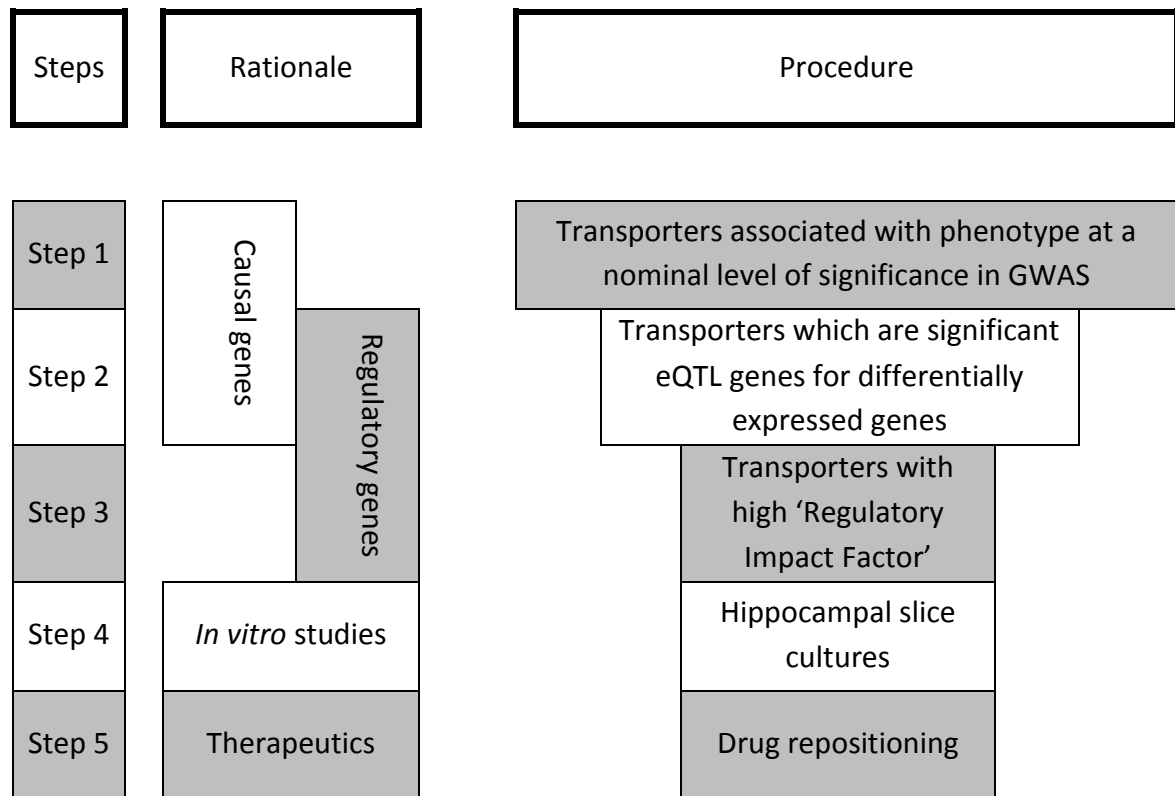 Steps
Rationale
Procedure
Step 1
Causal genes
Transporters associated with phenotype at a
nominal level of significance in GWAS
Step 2
Regulatory genes
Transporters which are significant
eQTL genes for differentially
expressed genes
Step 3
Transporters with
high ‘Regulatory
Impact Factor’
Step 4
In vitro studies
Hippocampal slice
cultures
Step 5
Therapeutics
Drug repositioning